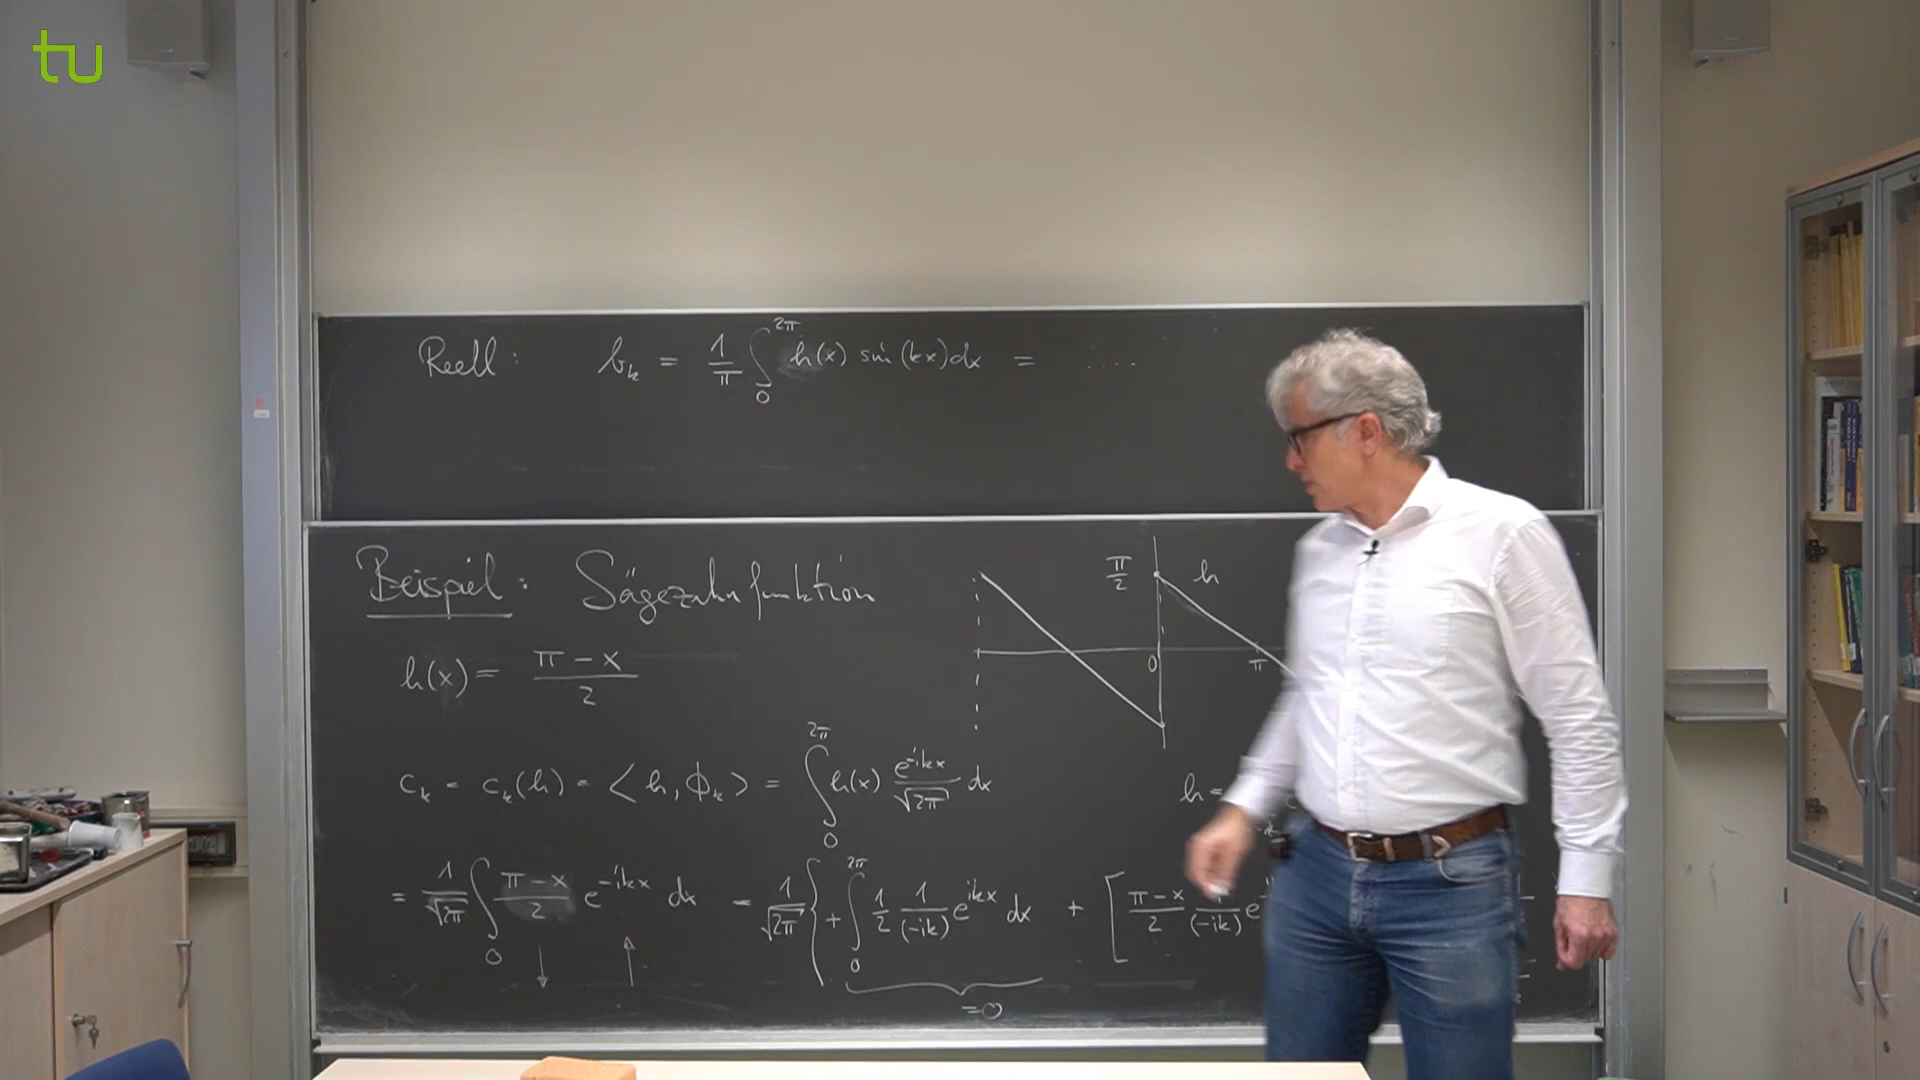 tu
Reell : b_k = 1/π ∫_0^{2π} h(x) sin(kx) dx = ....
Beispiel : Sägezahnfunktion
π/2 h
h(x) = (π - x)/2
0 π
c_k = c_k(h) = <h, ϕ_k> = ∫_0^{2π} h(x) e^{-ikx}/√2π dx
h =
= 1/√2π ∫_0 (π - x)/2 e^{-ikx} dx = 1/√2π { + ∫_0^{2π} 1/2 1/(-ik) e^{ikx} dx + [ (π - x)/2 /(-ik) e
=0